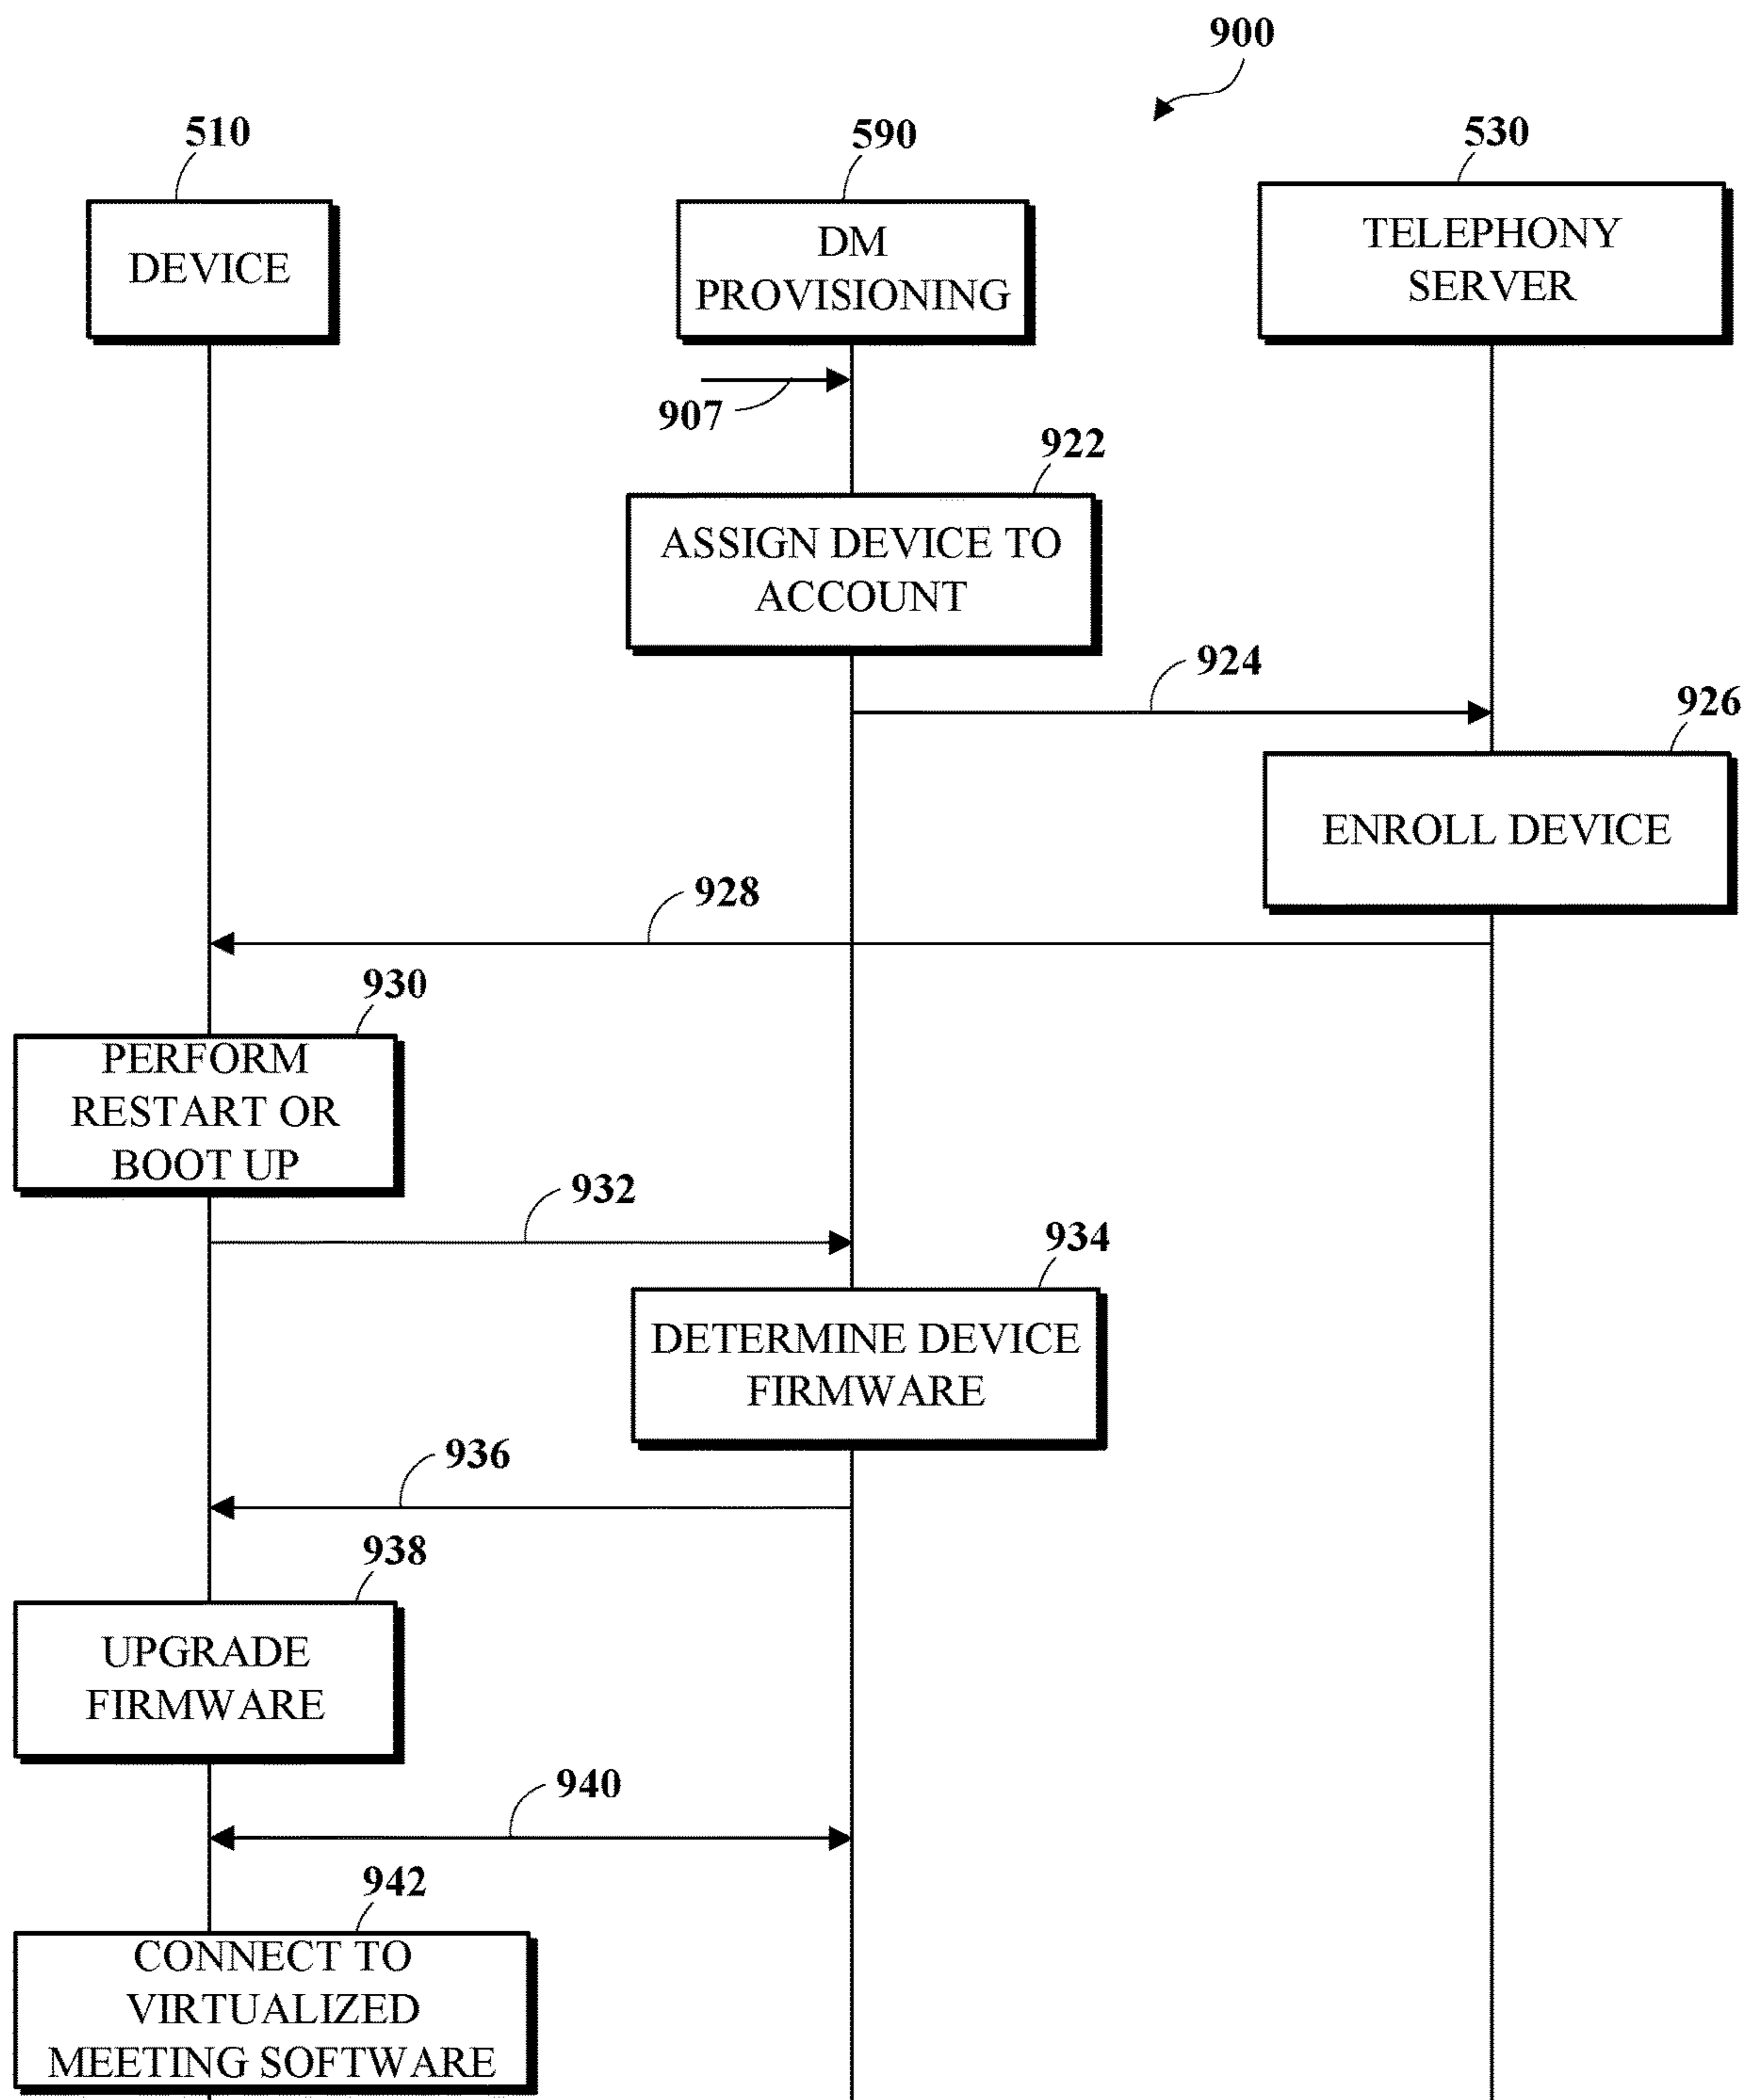 900
510
590
530
DEVICE
DM
PROVISIONING
TELEPHONY
SERVER
907
922
ASSIGN DEVICE TO
ACCOUNT
924
926
ENROLL DEVICE
928
930
PERFORM
RESTART OR
BOOT UP
932
934
DETERMINE DEVICE
FIRMWARE
936
938
UPGRADE
FIRMWARE
940
942
CONNECT TO
VIRTUALIZED
MEETING SOFTWARE